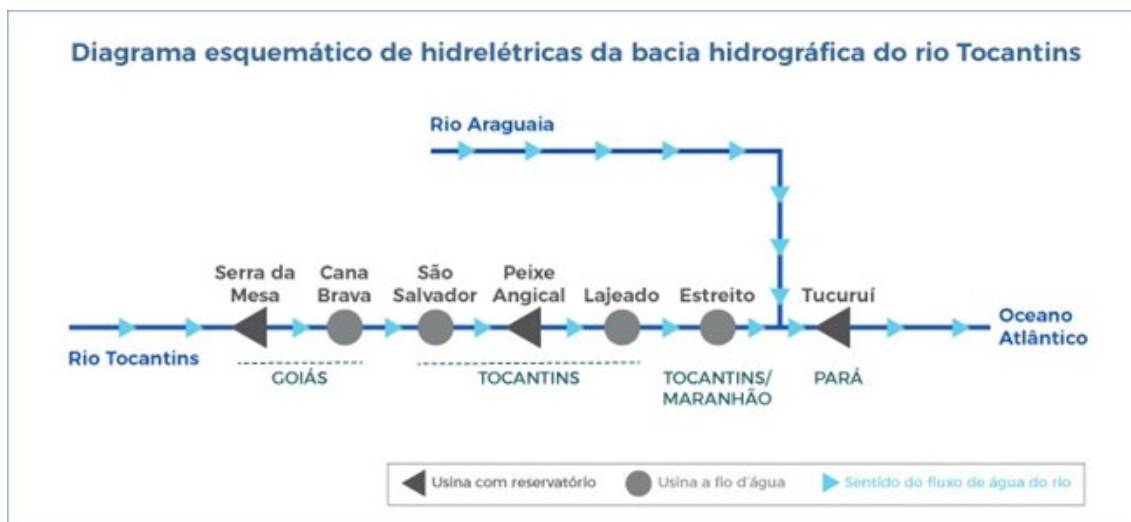 Diagrama esquemático de hidrelétricas da bacia hidrográfica do rio Tocantins
Rio Araguaia
Serra da
Mesa
Cana
Brava
São
Salvador
Peixe
Angical
Lajeado
Estreito
Tucuruí
Oceano
Atlântico
Rio Tocantins
GOIÁS
TOCANTINS
TOCANTINS/
MARANHÃO
PARÁ
Usina com reservatório
Usina a fio d'água
Sentido do fluxo de água do rio